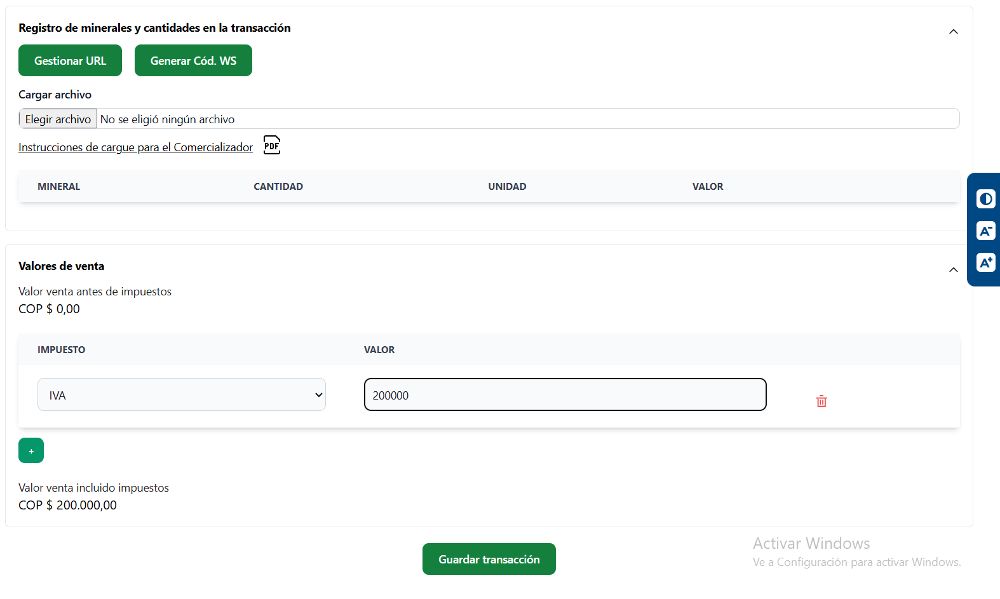 Registro de minerales y cantidades en la transacción
Gestionar URL
Generar Cód. WS
Cargar archivo
Elegir archivo No se eligió ningún archivo
Instrucciones de cargue para el Comercializador
PDF
MINERAL CANTIDAD UNIDAD VALOR
A-
A+
Valores de venta
Valor venta antes de impuestos
COP $ 0,00
IMPUESTO VALOR
IVA 200000
+
Valor venta incluido impuestos
COP $ 200.000,00
Guardar transacción
Activar Windows
Ve a Configuración para activar Windows.